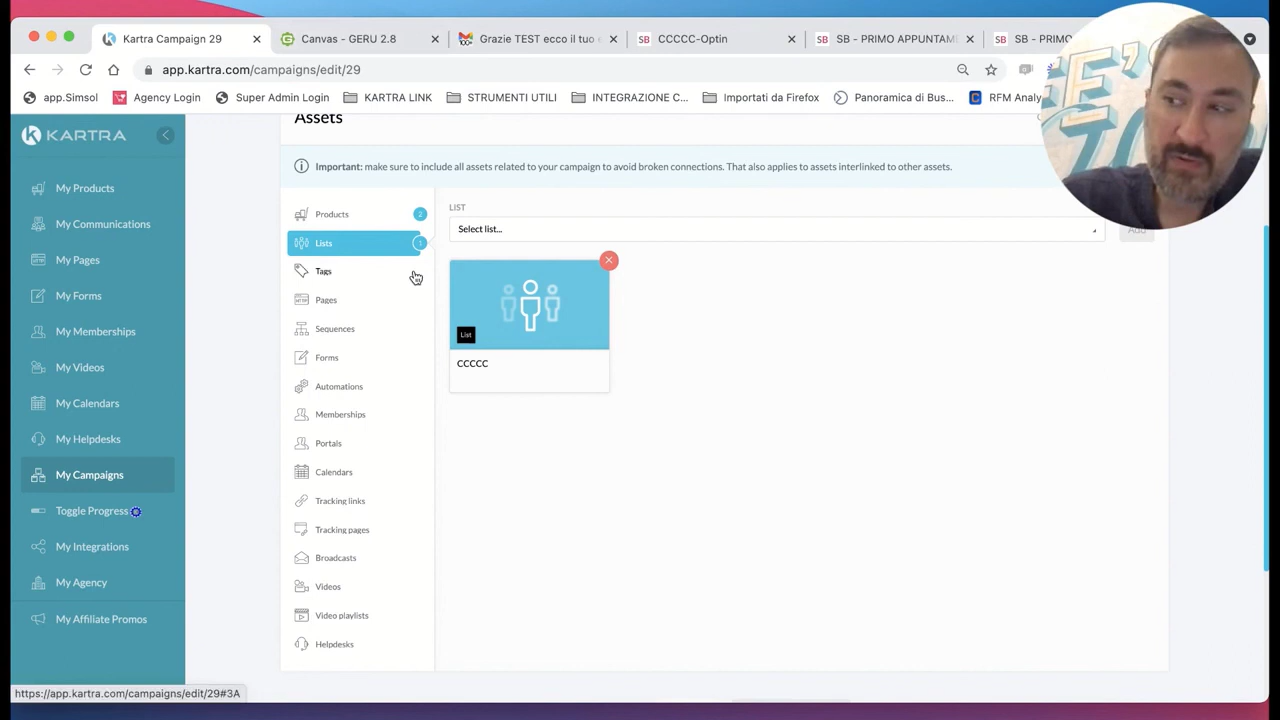 Kartra Campaign 29
Canvas - GERU 2.8
Grazie TEST ecco il tuo e
CCCCC-Optin
SB - PRIMO APPUNTAM
SB - PRIMO
app.kartra.com/campaigns/edit/29
app.Simsol
Agency Login
Super Admin Login
KARTRA LINK
STRUMENTI UTIL
INTEGRAZIONE C...
Importati da Firefox
Panoramica di Bus...
RFM Analy
KARTRA
My Products
My Communications
My Pages
My Forms
My Memberships
My Videos
My Calendars
My Helpdesks
My Campaigns
Toggle Progress
My Integrations
My Agency
My Affiliate Promos
Assets
Important: make sure to include all assets related to your campaign to avoid broken connections. That also applies to assets interlinked to other assets.
Products 2
Lists
Tags
Pages
Sequences
Forms
Automations
Memberships
Portals
Calendars
Tracking links
Tracking pages
Broadcasts
Videos
Video playlists
Helpdesks
LIST
Select list...
Add
List
CCCCC
https://app.kartra.com/campaigns/edit/29#3A